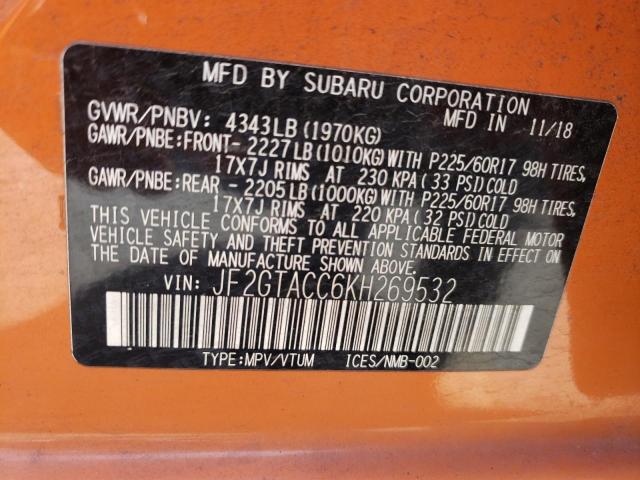 MFD BY SUBARU CORPORATION
GVWR/PNBV: 4343LB (1970KG) MFD IN 11/18
GAWR/PNBE:FRONT-2227LB(1010KG)WITH P225/60R17 98H TIRES,
17X7J RIMS AT 230 KPA (33 PSI)COLD
GAWR/PNBE:REAR - 2205LB(1000KG)WITH P225/60R17 98H TIRES,
17X7J RIMS AT 220 KPA (32 PSI)COLD
THIS VEHICLE CONFORMS TO ALL APPLICABLE FEDERAL MOTOR
VEHICLE SAFETY AND THEFT PREVENTION STANDARDS IN EFFECT ON
THE DATE OF MANUFACTURE SHOWN ABOVE.
VIN: JF2GTACC6KH269532
TYPE:MPV/VTUM ICES/NMB-002